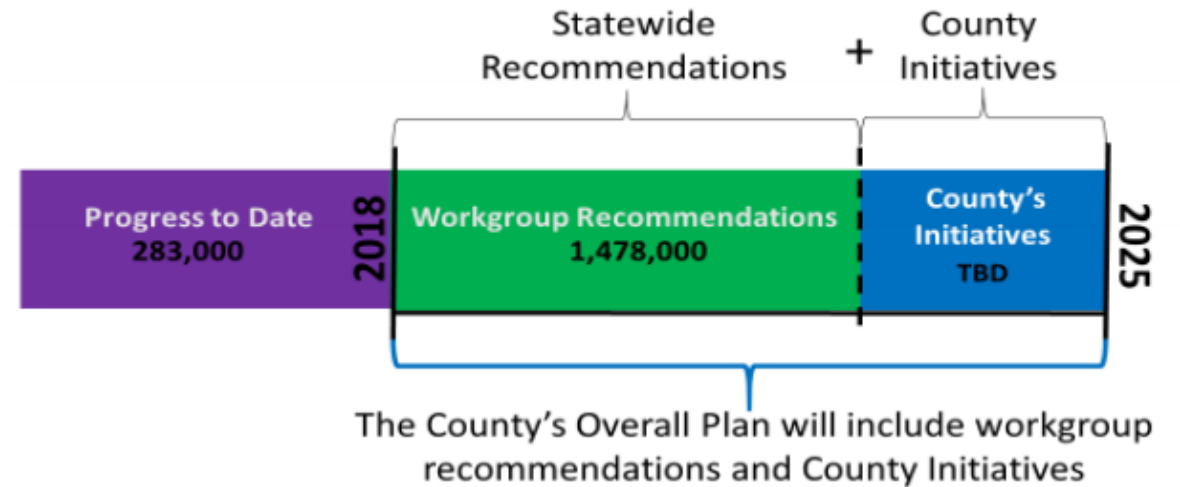 Statewide
Recommendations
+
County
Initiatives
Progress to Date
283,000
2018
Workgroup Recommendations
1,478,000
County's
Initiatives
TBD
2025
The County's Overall Plan will include workgroup
recommendations and County Initiatives